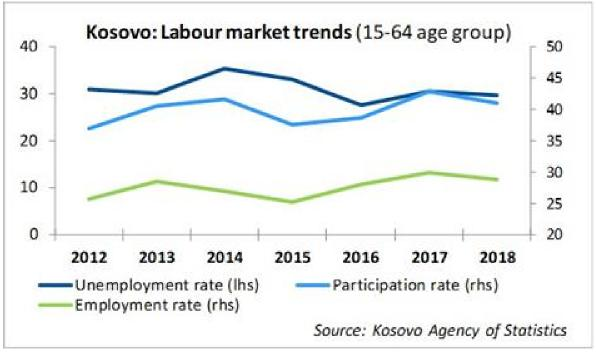 Kosovo: Labour market trends (15-64 age group)
40
30
20
10
0
50
45
40
35
30
25
20
2012 2013 2014 2015 2016 2017 2018
Unemployment rate (lhs) Participation rate (rhs)
Employment rate (rhs)
Source: Kosovo Agency of Statistics